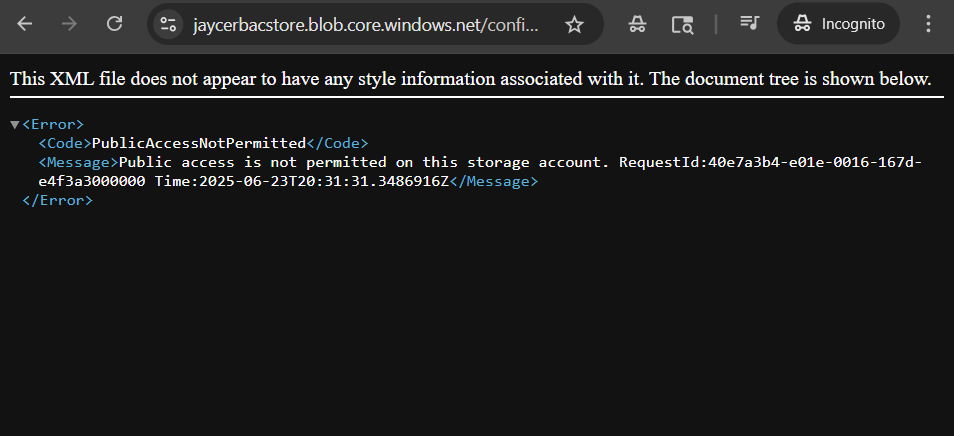 jaycerbacstore.blob.core.windows.net/confi...
Incognito
This XML file does not appear to have any style information associated with it. The document tree is shown below.
<Error>
<Code>PublicAccessNotPermitted</Code>
<Message>Public access is not permitted on this storage account. RequestId:40e7a3b4-e01e-0016-167d-
e4f3a3000000 Time:2025-06-23T20:31:31.3486916Z</Message>
</Error>